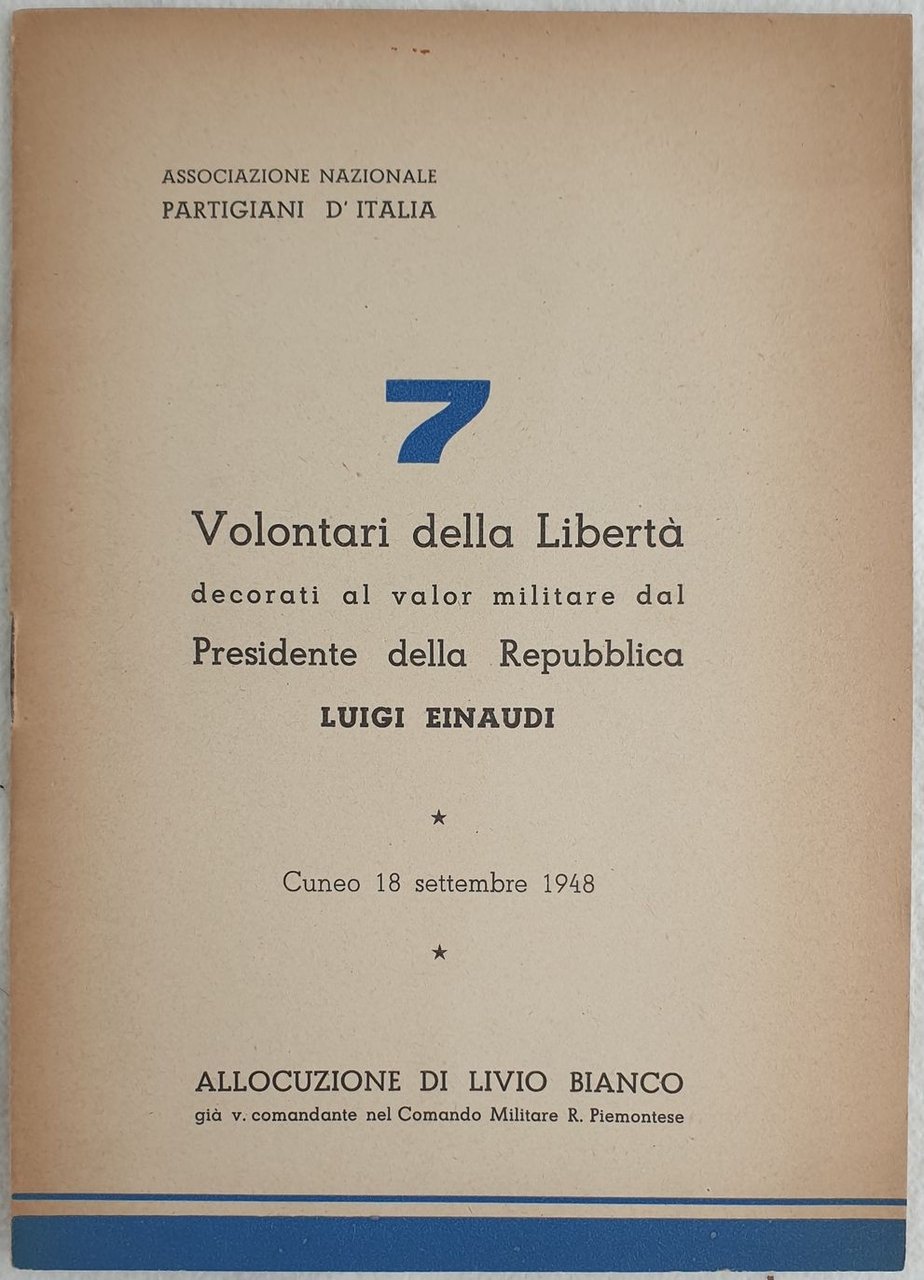 ASSOCIAZIONE NAZIONALE
PARTIGIANI D' ITALIA
7
Volontari della Libertà
decorati al valor militare dal
Presidente della Repubblica
LUIGI EINAUDI
★
Cuneo 18 settembre 1948
★
ALLOCUZIONE DI LIVIO BIANCO
già v. comandante nel Comando Militare R. Piemontese